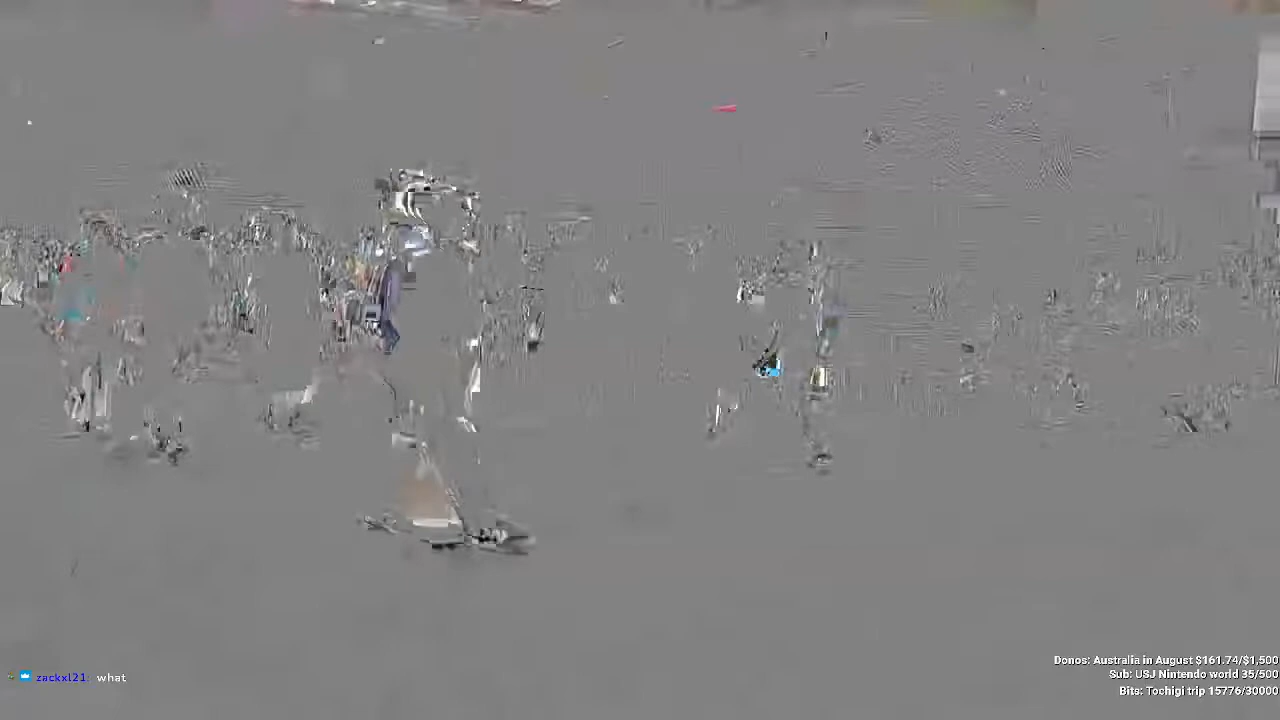 Donos: Australia in August $161.74/$1,500
Sub: USJ Nintendo world 35/500
Bits: Tochigi trip 15776/30000
zackxl21: what